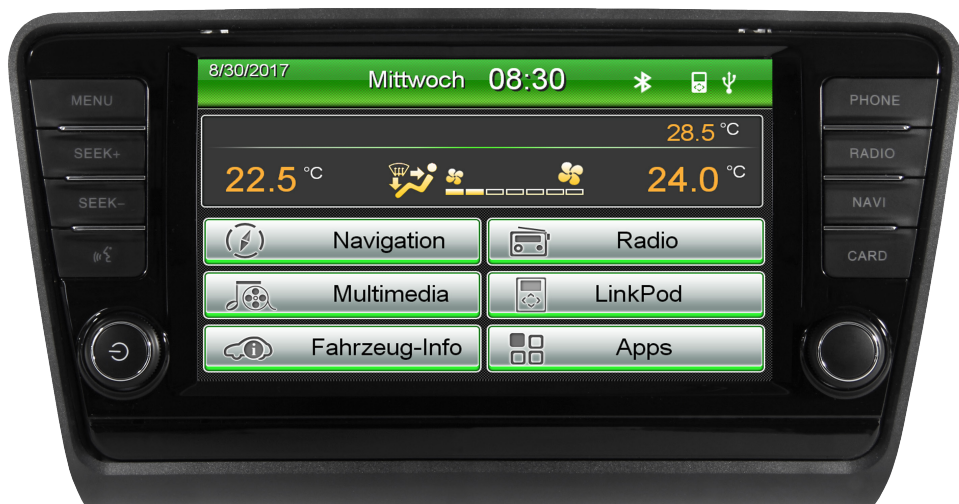 8/30/2017 Mittwoch 08:30
MENU
PHONE
28.5 °C
SEEK+
RADIO
22.5 °C 24.0 °C
SEEK–
NAVI
Navigation Radio
CARD
Multimedia LinkPod
Fahrzeug-Info Apps